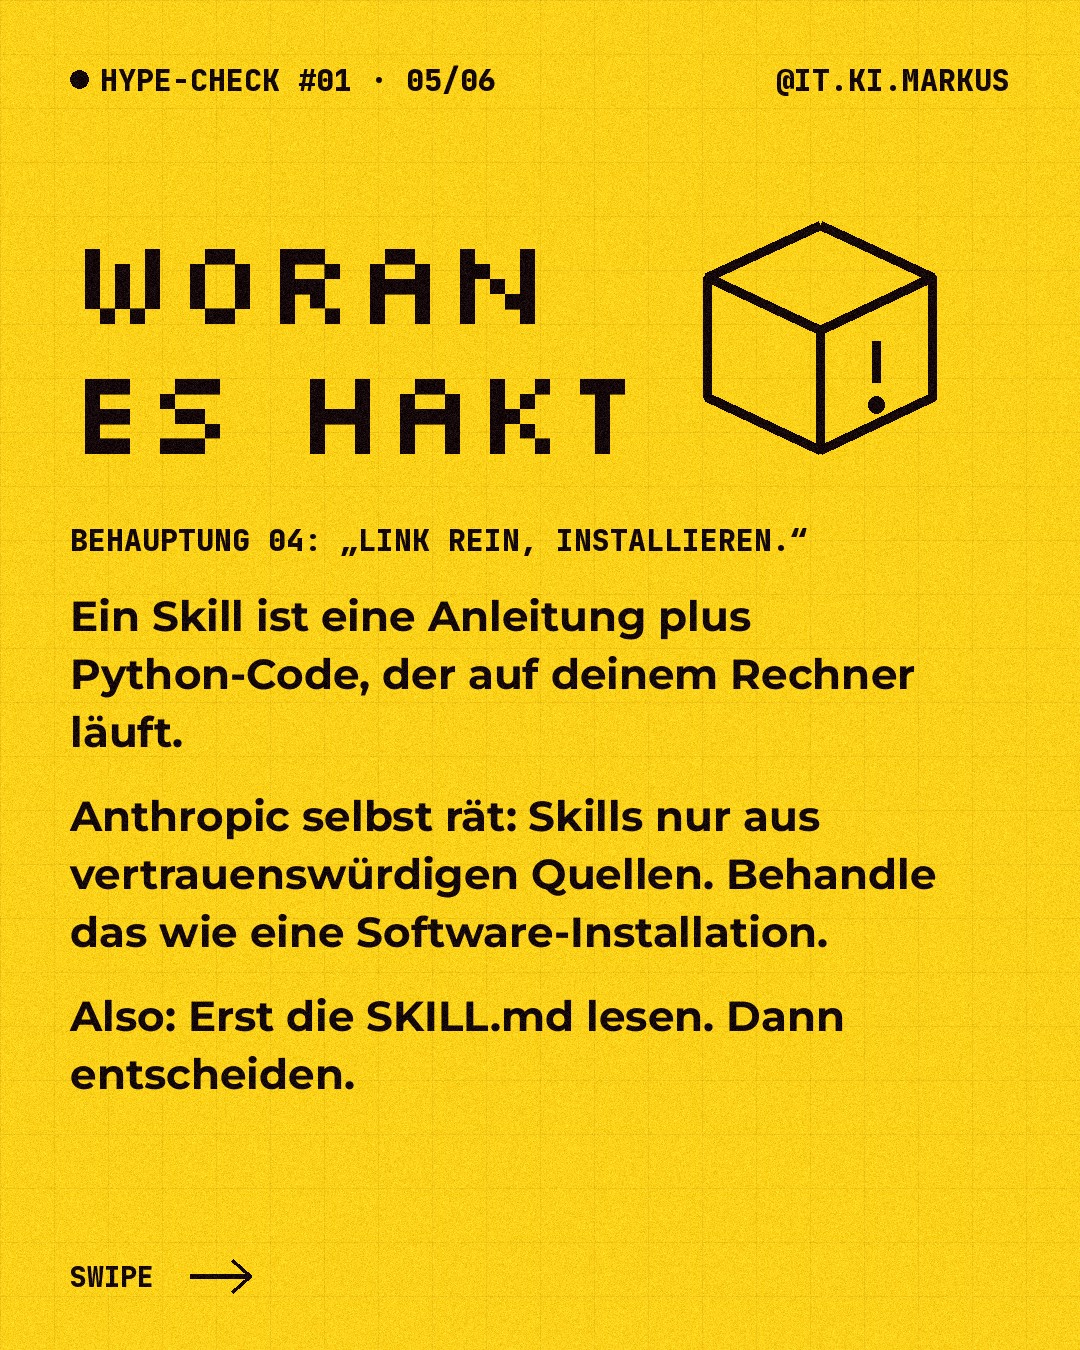 HYPE-CHECK #01 · 05/06
@IT.KI.MARKUS
WORAN
ES HAKT
!
BEHAUPTUNG 04: „LINK REIN, INSTALLIEREN.“
Ein Skill ist eine Anleitung plus
Python-Code, der auf deinem Rechner
läuft.
Anthropic selbst rät: Skills nur aus
vertrauenswürdigen Quellen. Behandle
das wie eine Software-Installation.
Also: Erst die SKILL.md lesen. Dann
entscheiden.
SWIPE